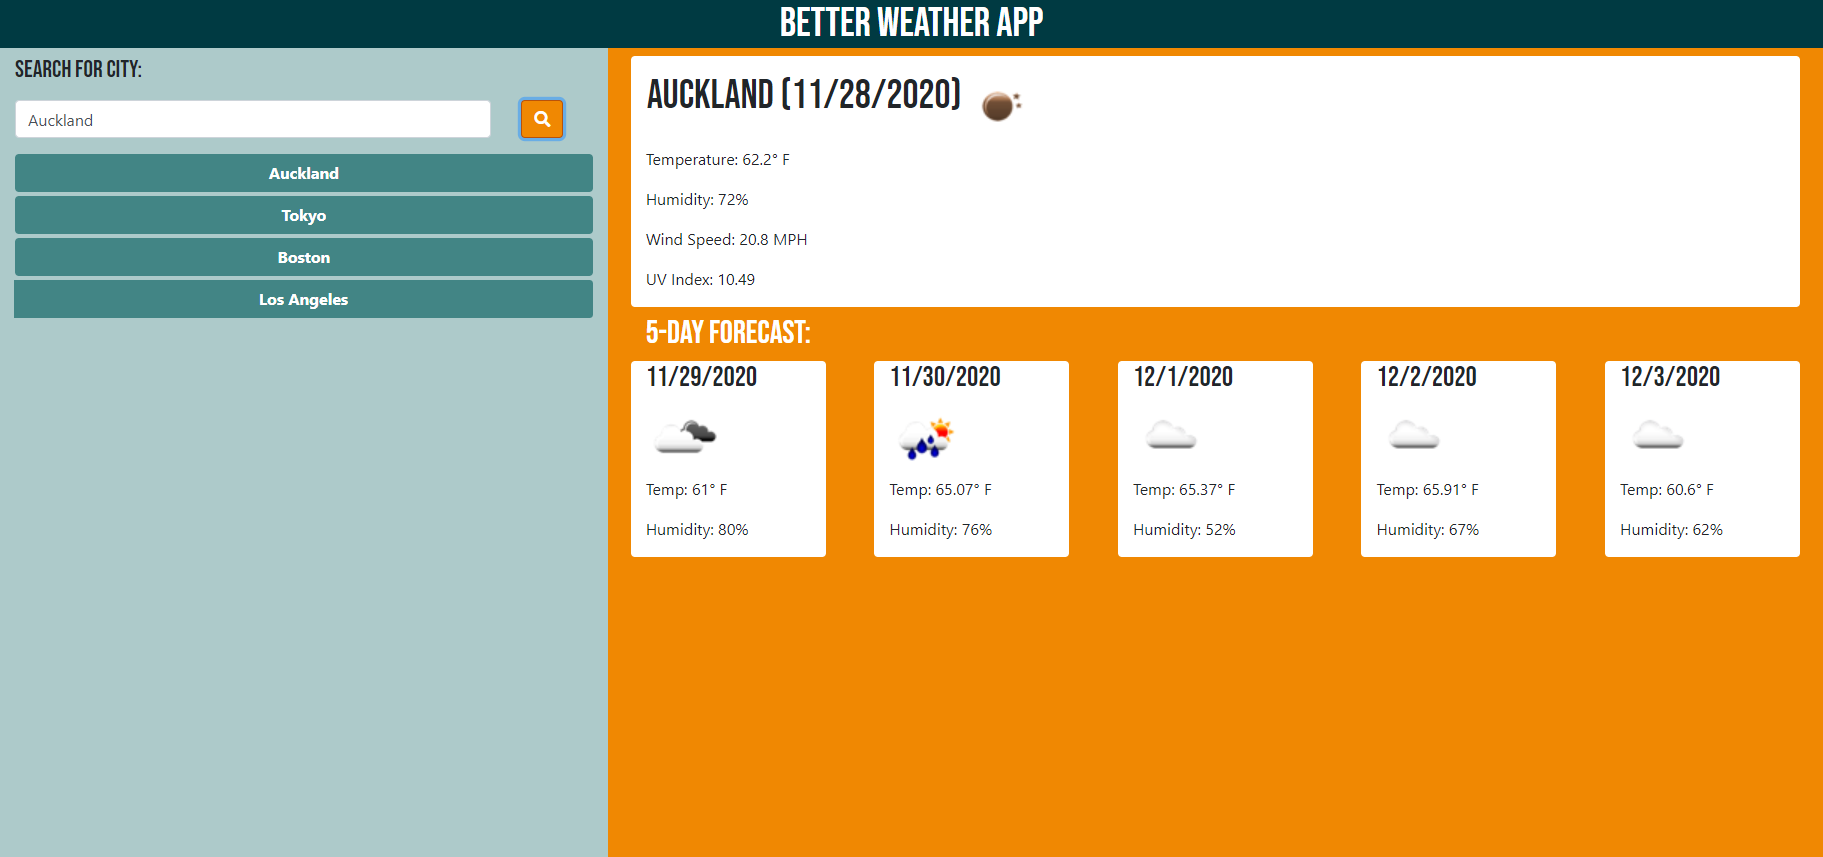 BETTER WEATHER APP
SEARCH FOR CITY:
Auckland
Auckland
Tokyo
Boston
Los Angeles
AUCKLAND (11/28/2020)
Temperature: 62.2° F
Humidity: 72%
Wind Speed: 20.8 MPH
UV Index: 10.49
5-DAY FORECAST:
11/29/2020
Temp: 61° F
Humidity: 80%
11/30/2020
Temp: 65.07° F
Humidity: 76%
12/1/2020
Temp: 65.37° F
Humidity: 52%
12/2/2020
Temp: 65.91° F
Humidity: 67%
12/3/2020
Temp: 60.6° F
Humidity: 62%